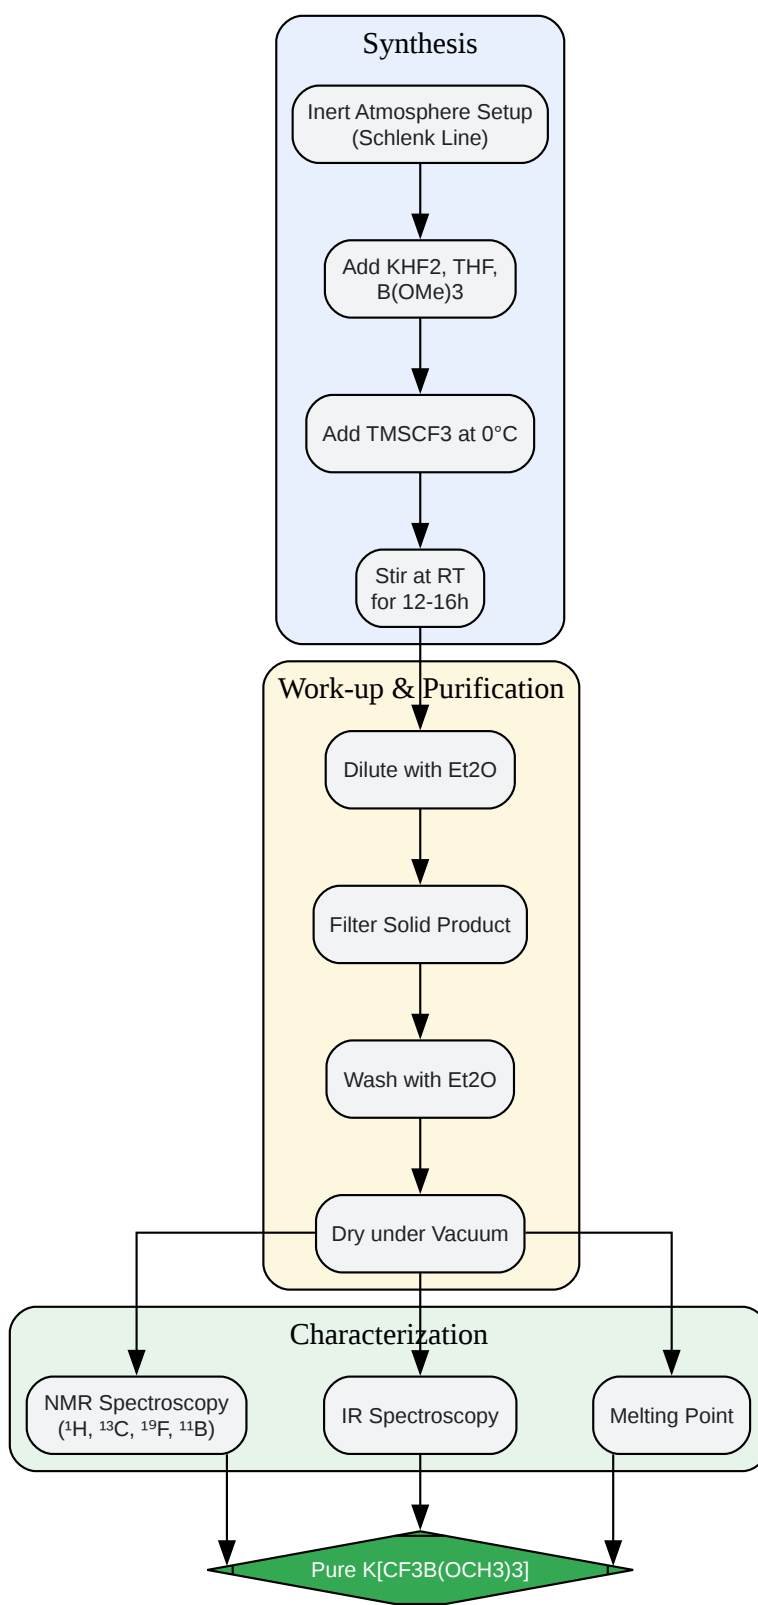 Synthesis
Inert Atmosphere Setup
(Schlenk Line)
Add KHF2, THF,
B(OMe)3
Add TMSCF3 at 0°C
Stir at RT
for 12-16h
Work-up & Purification
Dilute with Et2O
Filter Solid Product
Wash with Et2O
Dry under Vacuum
Characterization
NMR Spectroscopy
(¹H, ¹³C, ¹⁹F, ¹¹B)
IR Spectroscopy
Melting Point
Pure K[CF3B(OCH3)3]